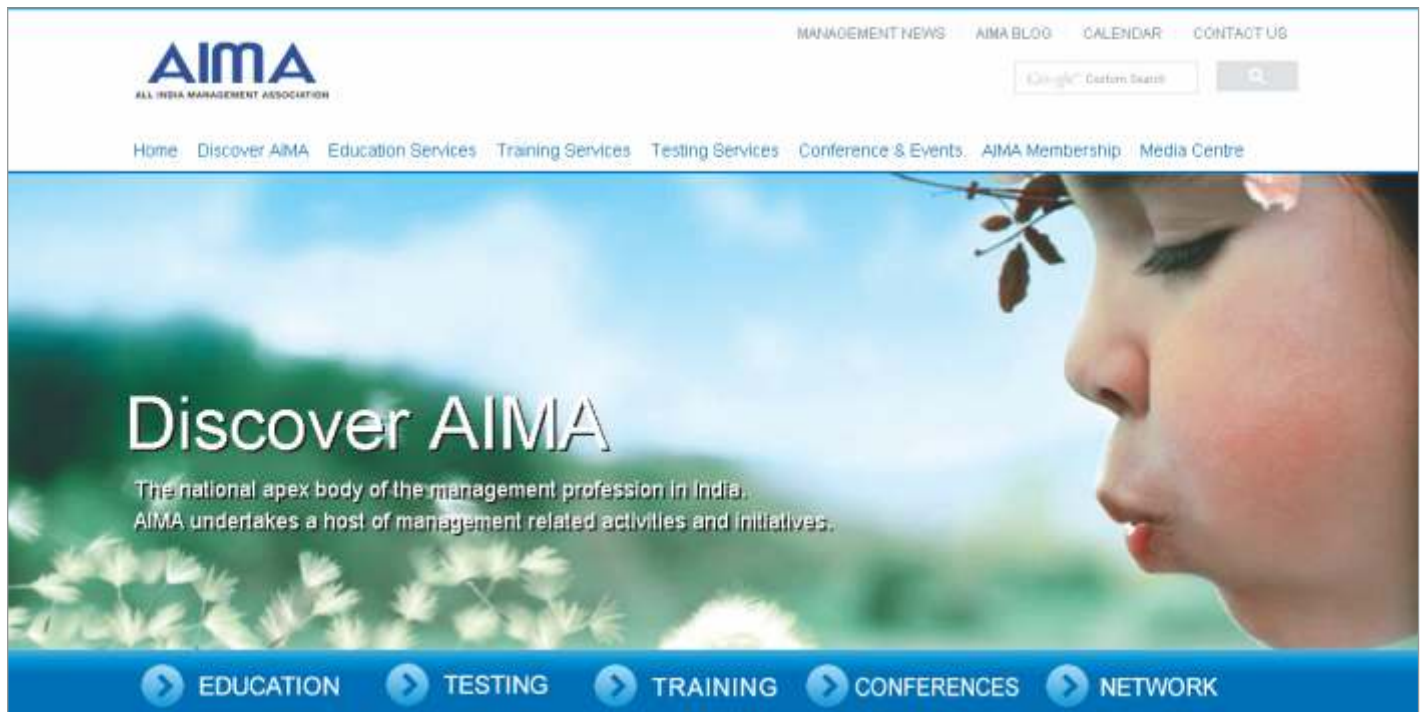 MANAGEMENT NEWS AIMA BLOG CALENDAR CONTACT US
AIMA
ALL INDIA MANAGEMENT ASSOCIATION
Google™ Custom Search
Home Discover AIMA Education Services Training Services Testing Services Conference & Events AIMA Membership Media Centre
Discover AIMA
The national apex body of the management profession in India.
AIMA undertakes a host of management related activities and initiatives.
EDUCATION TESTING TRAINING CONFERENCES NETWORK